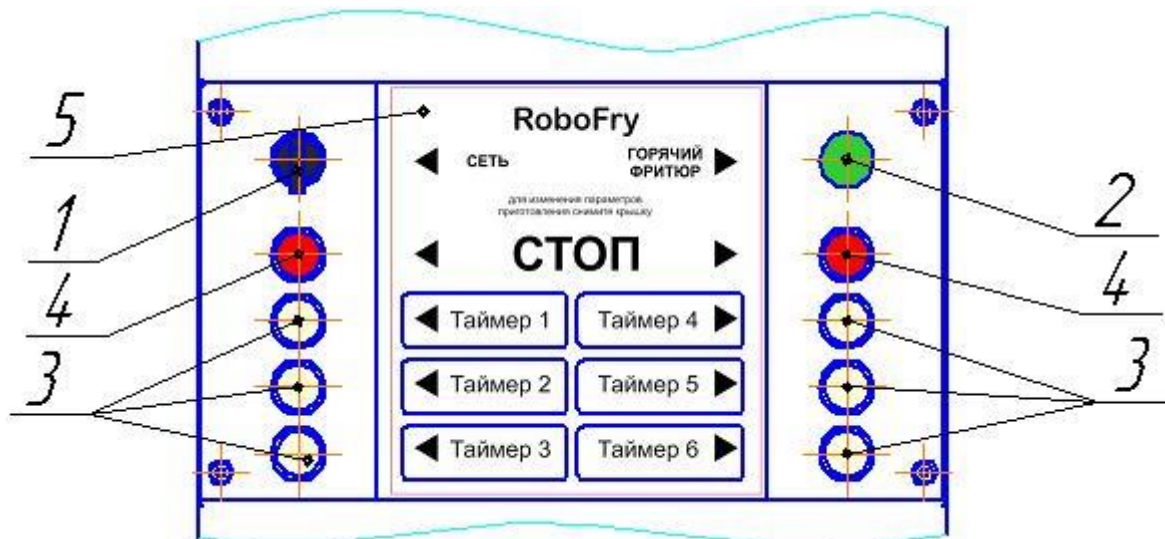 5
RoboFry
СЕТЬ
ГОРЯЧИЙ
ФРИТЮР
1
для изменения параметров
приготовления снимите крышку
2
4
СТОП
4
3
Таймер 1
Таймер 4
3
Таймер 2
Таймер 5
Таймер 3
Таймер 6